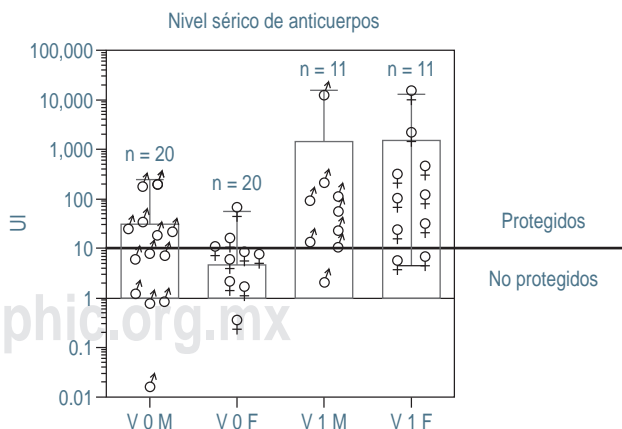 Nivel sérico de anticuerpos
100,000
10,000
1,000
100
10
1
0.1
0.01
UI
n = 20
n = 20
n = 11
n = 11
Protegidos
No protegidos
phic.org.mx
V 0 M
V 0 F
V 1 M
V 1 F